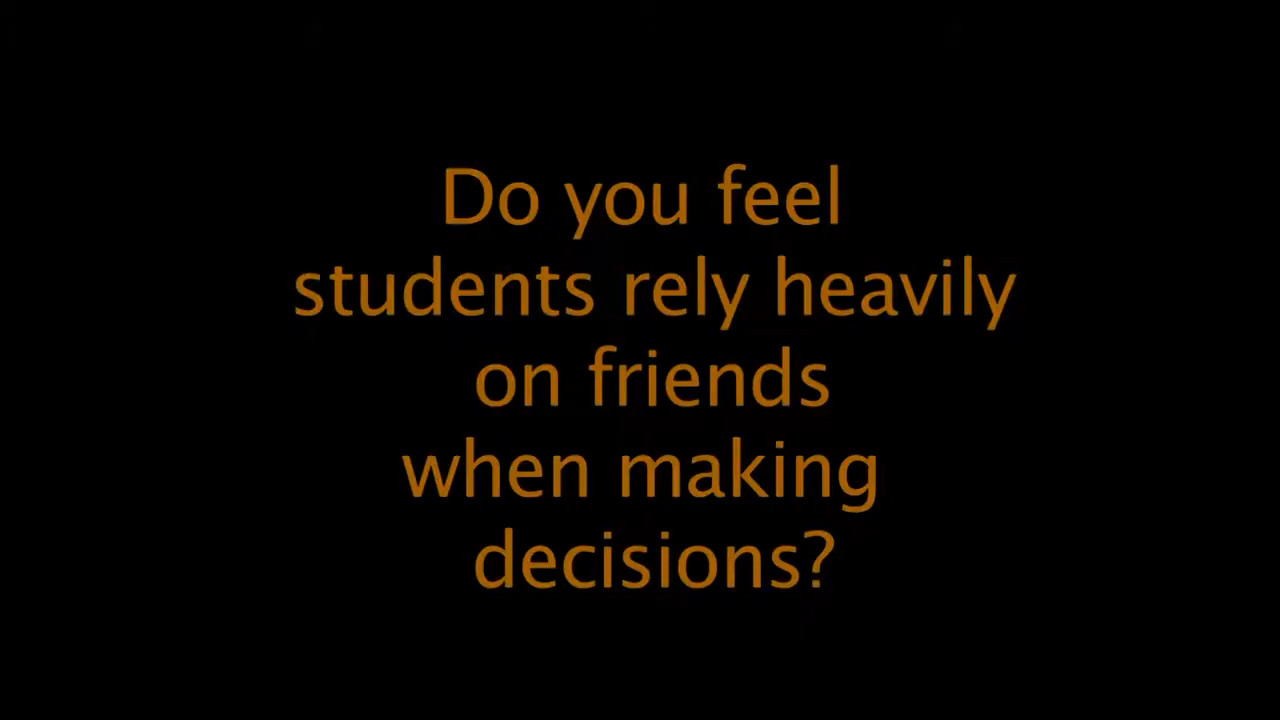 Do you feel
students rely heavily
on friends
when making
decisions?